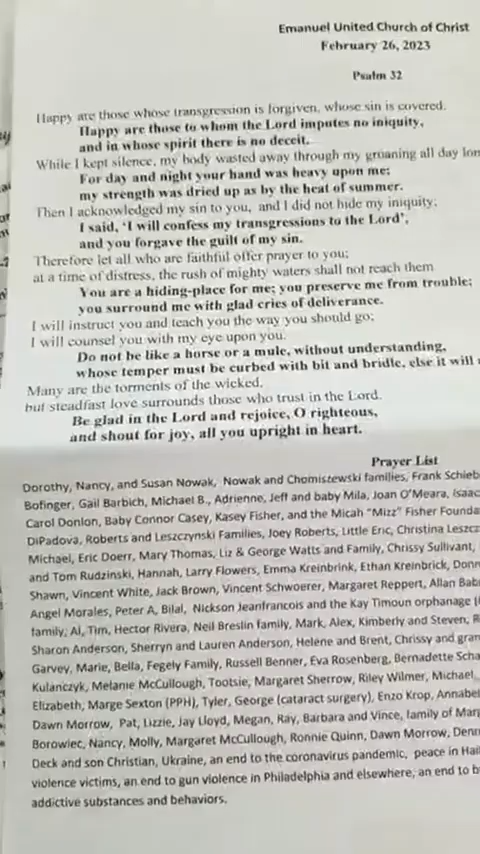 Emanuel United Church of Christ
February 26, 2023
Psalm 32
Happy are those whose transgression is forgiven, whose sin is covered.
Happy are those to whom the Lord imputes no iniquity,
and in whose spirit there is no deceit.
While I kept silence, my body wasted away through my groaning all day lon
For day and night your hand was heavy upon me;
my strength was dried up as by the heat of summer.
Then I acknowledged my sin to you, and I did not hide my iniquity;
I said, 'I will confess my transgressions to the Lord',
and you forgave the guilt of my sin.
Therefore let all who are faithful offer prayer to you;
at a time of distress, the rush of mighty waters shall not reach them
You are a hiding-place for me; you preserve me from trouble;
you surround me with glad cries of deliverance.
I will instruct you and teach you the way you should go;
I will counsel you with my eye upon you.
Do not be like a horse or a mule, without understanding,
whose temper must be curbed with bit and bridle, else it will
Many are the torments of the wicked,
but steadfast love surrounds those who trust in the Lord.
Be glad in the Lord and rejoice, O righteous,
and shout for joy, all you upright in heart.
Prayer List
Dorothy, Nancy, and Susan Nowak, Nowak and Chomiszewski families, Frank Schieb
Bofinger, Gail Barbich, Michael B., Adrienne, Jeff and baby Mila, Joan O'Meara, Isaac
Carol Donlon, Baby Connor Casey, Kasey Fisher, and the Micah "Mizz" Fisher Founda
DiPadova, Roberts and Leszczynski Families, Joey Roberts, Little Eric, Christina Leszcz
Michael, Eric Doerr, Mary Thomas, Liz & George Watts and Family, Chrissy Sullivant,
and Tom Rudzinski, Hannah, Larry Flowers, Emma Kreinbrink, Ethan Kreinbrick, Donn
Shawn, Vincent White, Jack Brown, Vincent Schwoerer, Margaret Reppert, Allan Bab
Angel Morales, Peter A, Bilal, Nickson Jeanfrancois and the Kay Timoun orphanage (
family; Al, Tim, Hector Rivera, Neil Breslin family, Mark, Alex, Kimberly and Steven, R
Sharon Anderson, Sherryn and Lauren Anderson, Helene and Brent, Chrissy and gran
Garvey, Marie, Bella, Fegely Family, Russell Benner, Eva Rosenberg, Bernadette Scha
Kulanczyk, Melanie McCullough, Tootsie, Margaret Sherrow, Riley Wilmer, Michael
Elizabeth, Marge Sexton (PPH), Tyler, George (cataract surgery), Enzo Krop, Annabel
Dawn Morrow, Pat, Lizzie, Jay Lloyd, Megan, Ray, Barbara and Vince, family of Mar
Borowiec, Nancy, Molly, Margaret McCullough, Ronnie Quinn, Dawn Morrow, Denn
Deck and son Christian, Ukraine, an end to the coronavirus pandemic, peace in Hai
violence victims, an end to gun violence in Philadelphia and elsewhere, an end to b
addictive substances and behaviors.